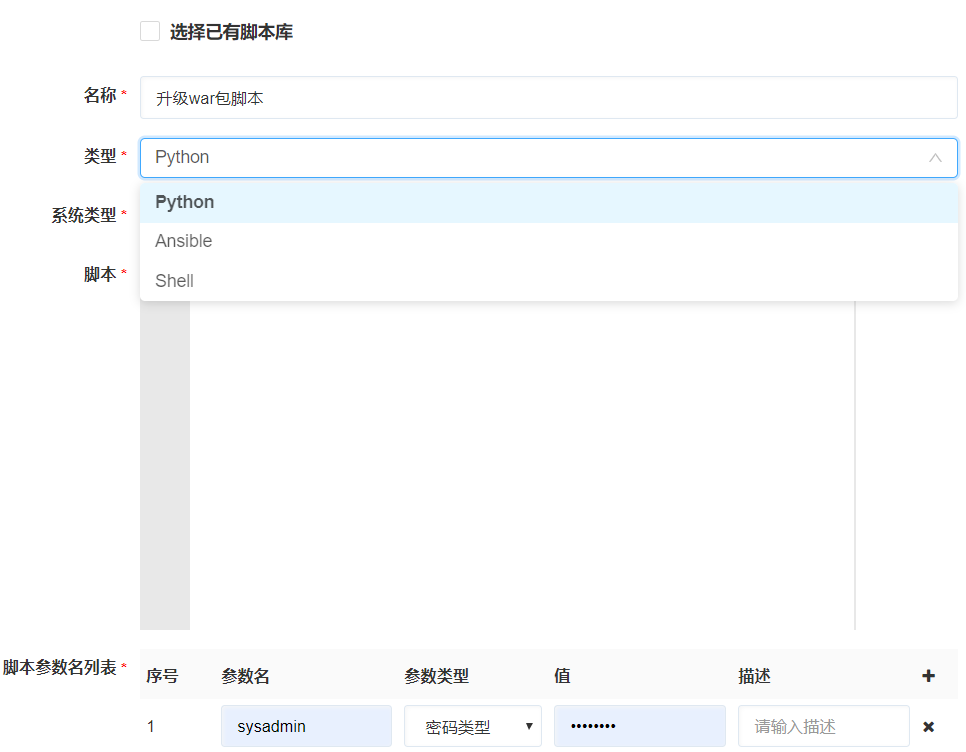 选择已有脚本库
名称 * 升级war包脚本
类型 * Python
Python
系统类型 *
Ansible
脚本 *
Shell
脚本参数名列表 * 序号 参数名 参数类型 值 描述 +
1 sysadmin 密码类型 ▼ •••••••• 请输入描述 ×